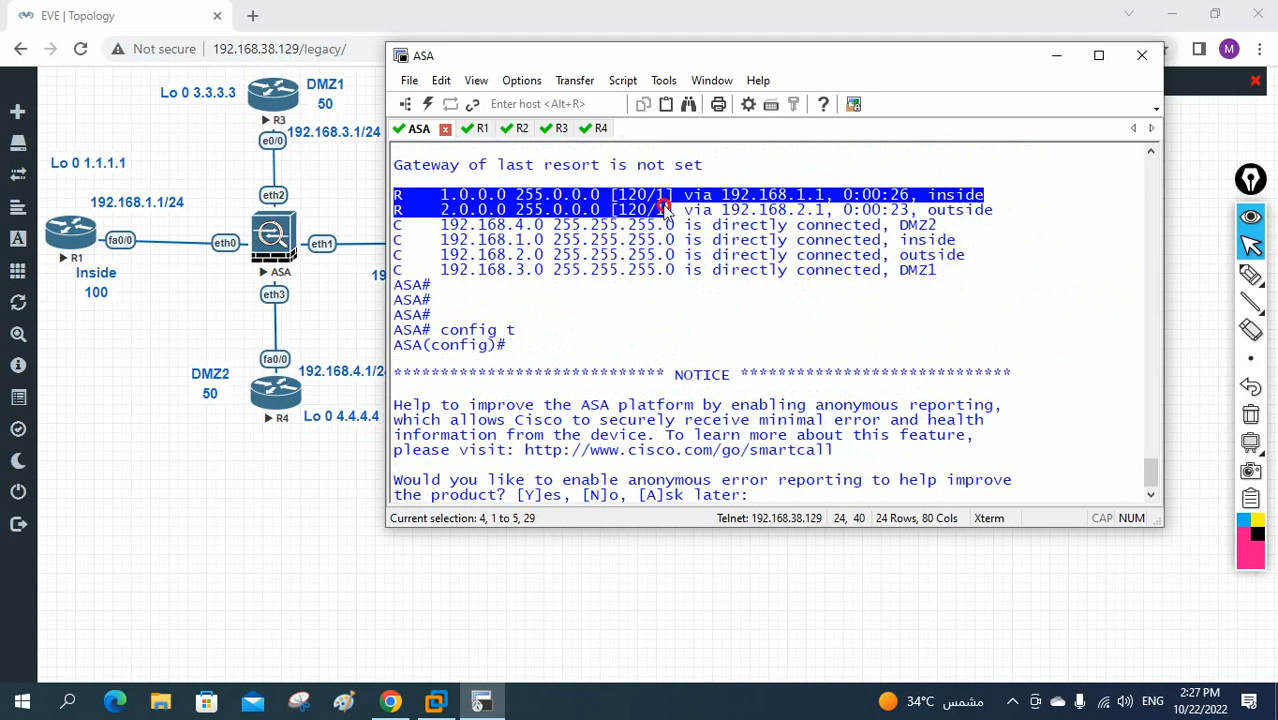 EVE | Topology
Not secure
192.168.38.129/legacy/
M
Lo 0 3.3.3.3
DMZ1
50
R3
192.168.3.1/24
e0/0
Lo 0 1.1.1.1
192.168.1.1/24
eth2
fa0/0
eth0
eth1
R1
ASA
Inside
100
eth3
19
fa0/0
DMZ2
50
192.168.4.1/24
R4
Lo 0 4.4.4.4
ASA
File Edit View Options Transfer Script Tools Window Help
Enter host <Alt+R>
ASA R1 R2 R3 R4
Gateway of last resort is not set
R 1.0.0.0 255.0.0.0 [120/1] via 192.168.1.1, 0:00:26, inside
R 2.0.0.0 255.0.0.0 [120/1] via 192.168.2.1, 0:00:23, outside
C 192.168.4.0 255.255.255.0 is directly connected, DMZ2
C 192.168.1.0 255.255.255.0 is directly connected, inside
C 192.168.2.0 255.255.255.0 is directly connected, outside
C 192.168.3.0 255.255.255.0 is directly connected, DMZ1
ASA#
ASA#
ASA#
ASA# config t
ASA(config)#
***************************** NOTICE *****************************
Help to improve the ASA platform by enabling anonymous reporting,
which allows Cisco to securely receive minimal error and health
information from the device. To learn more about this feature,
please visit: http://www.cisco.com/go/smartcall
Would you like to enable anonymous error reporting to help improve
the product? [Y]es, [N]o, [A]sk later:
Current selection: 4, 1 to 5, 29
Telnet: 192.168.38.129
24, 40
24 Rows, 80 Cols
Xterm
CAP NUM
34°C مشمس
ENG
2:27 PM
10/22/2022